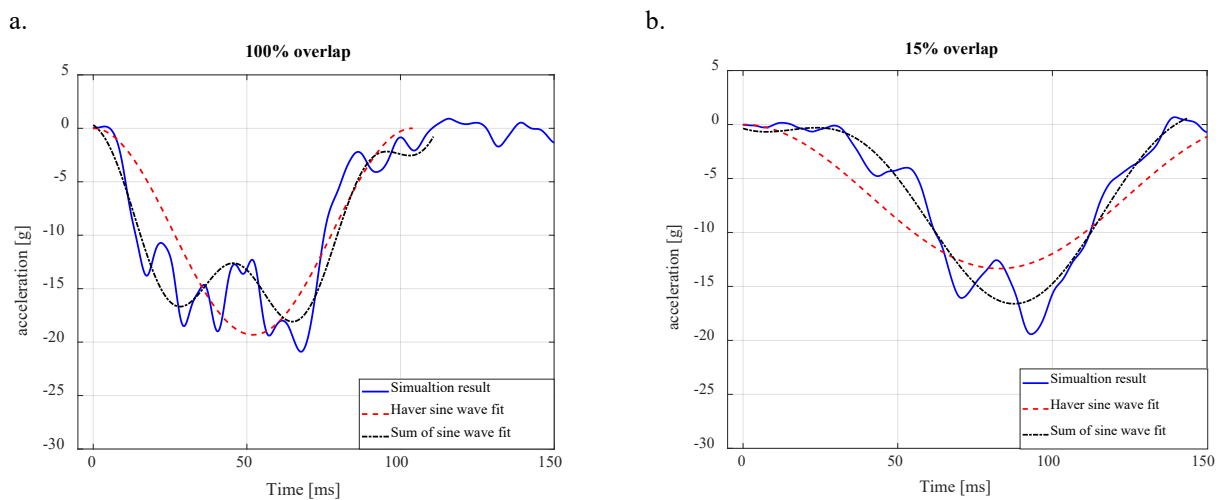 a.
100% overlap
5
0
-5
-10
-15
-20
-25
-30
acceleration [g]
0
50
100
150
Time [ms]
Simualtion result
Haver sine wave fit
Sum of sine wave fit
b.
15% overlap
5
0
-5
-10
-15
-20
-25
-30
acceleration [g]
0
50
100
150
Time [ms]
Simualtion result
Haver sine wave fit
Sum of sine wave fit